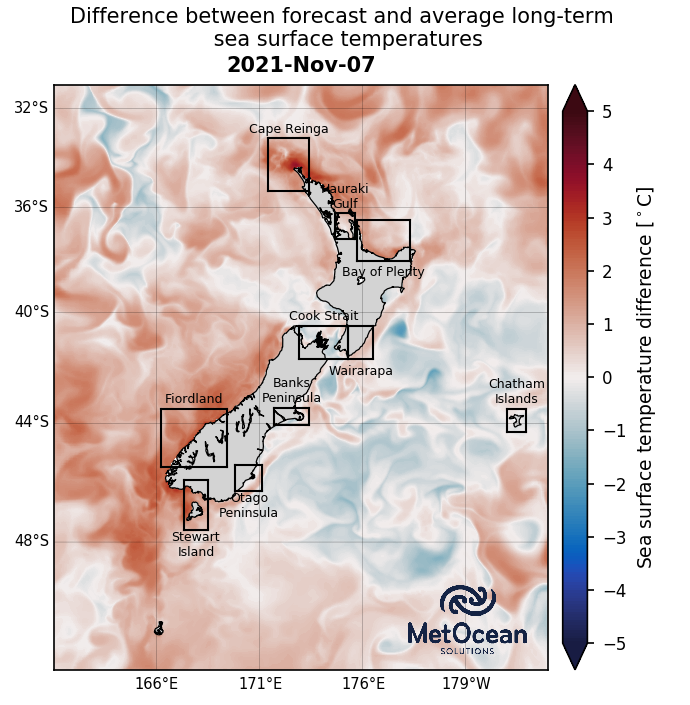 Difference between forecast and average long-term
sea surface temperatures
2021-Nov-07
32°S
36°S
40°S
44°S
48°S
166°E
171°E
176°E
179°W
Cape Reinga
Hauraki
Gulf
Bay of Plenty
Cook Strait
Wairarapa
Banks
Peninsula
Fiordland
Chatham
Islands
Otago
Peninsula
Stewart
Island
MetOcean
SOLUTIONS
5
4
3
2
1
0
−1
−2
−3
−4
−5
Sea surface temperature difference [°C]